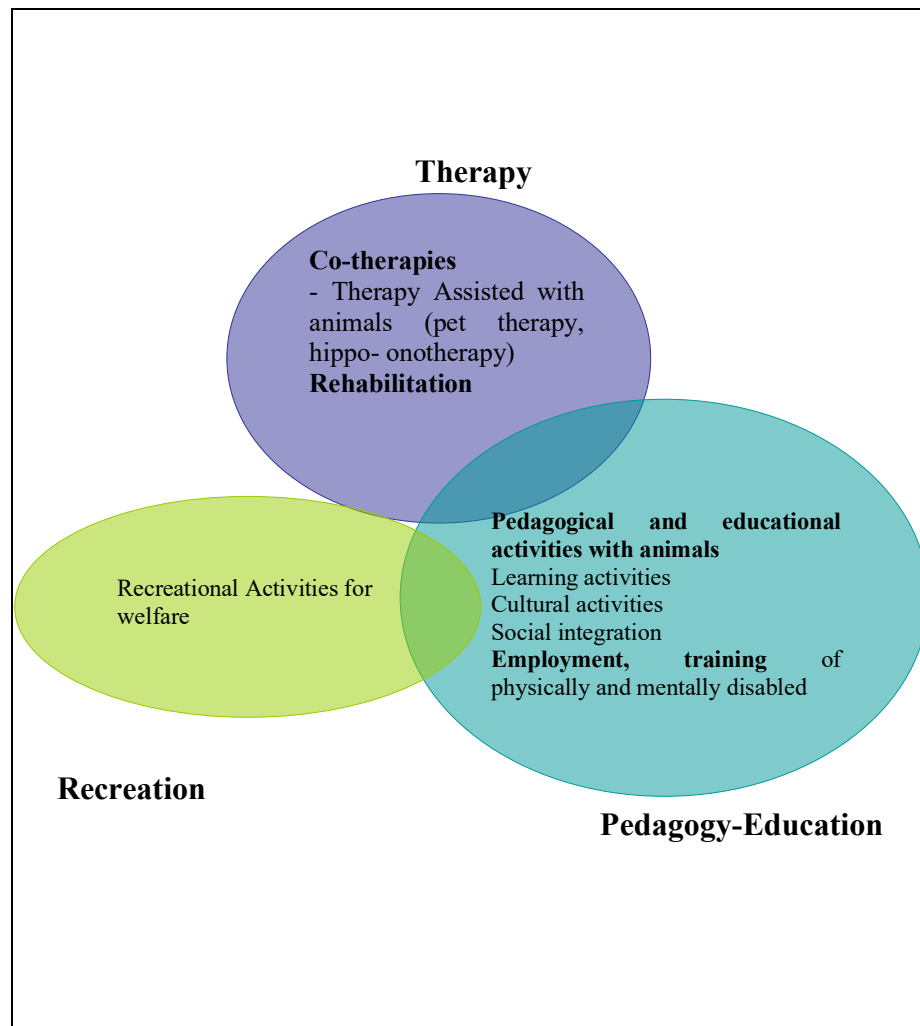 Therapy
Co-therapies
- Therapy Assisted with
animals (pet therapy,
hippo- onotherapy)
Rehabilitation
Pedagogical and educational
activities with animals
Learning activities
Cultural activities
Social integration
Employment, training of
physically and mentally disabled
Recreational Activities for
welfare
Recreation
Pedagogy-Education